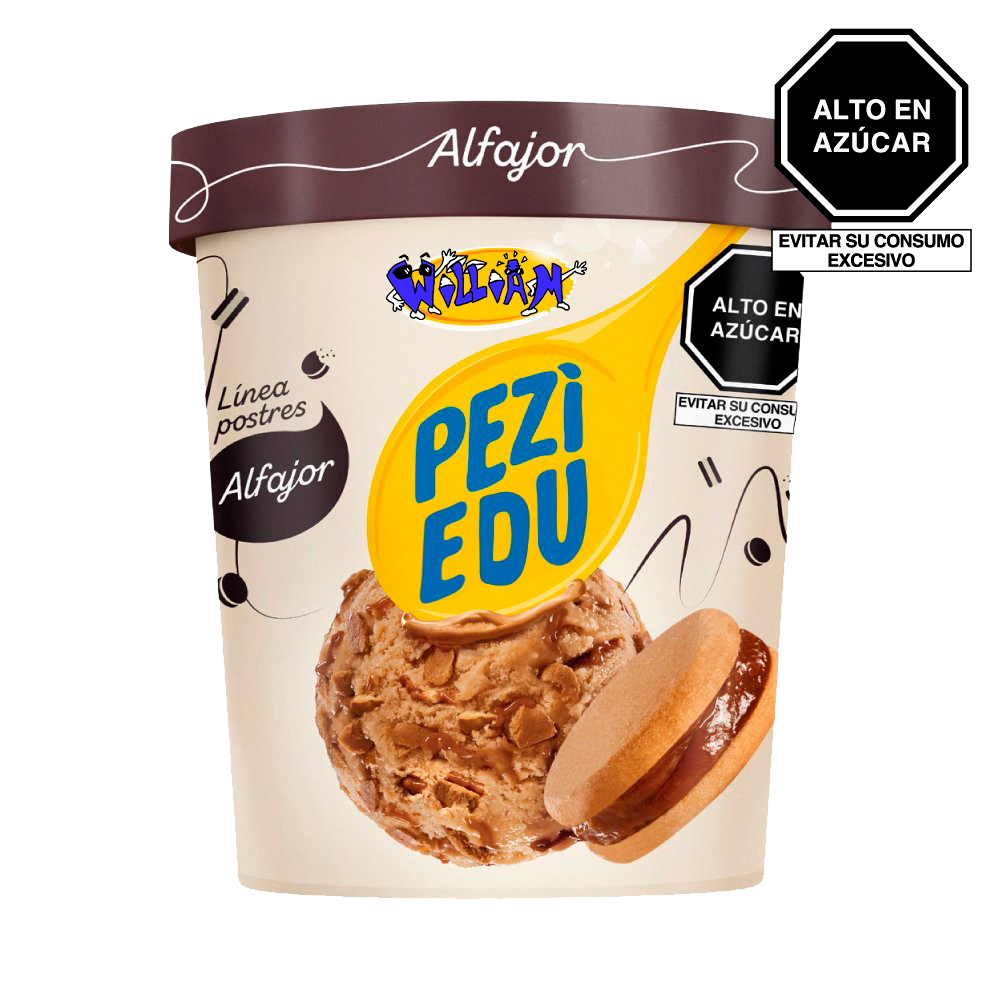 Alfajor
ALTO EN
AZÚCAR
EVITAR SU CONSUMO
EXCESIVO
WILLIÄM
ALTO EN
AZÚCAR
EVITAR SU CONSU
EXCESIVO
Línea
postres
Alfajor
PEZÌ
EDU